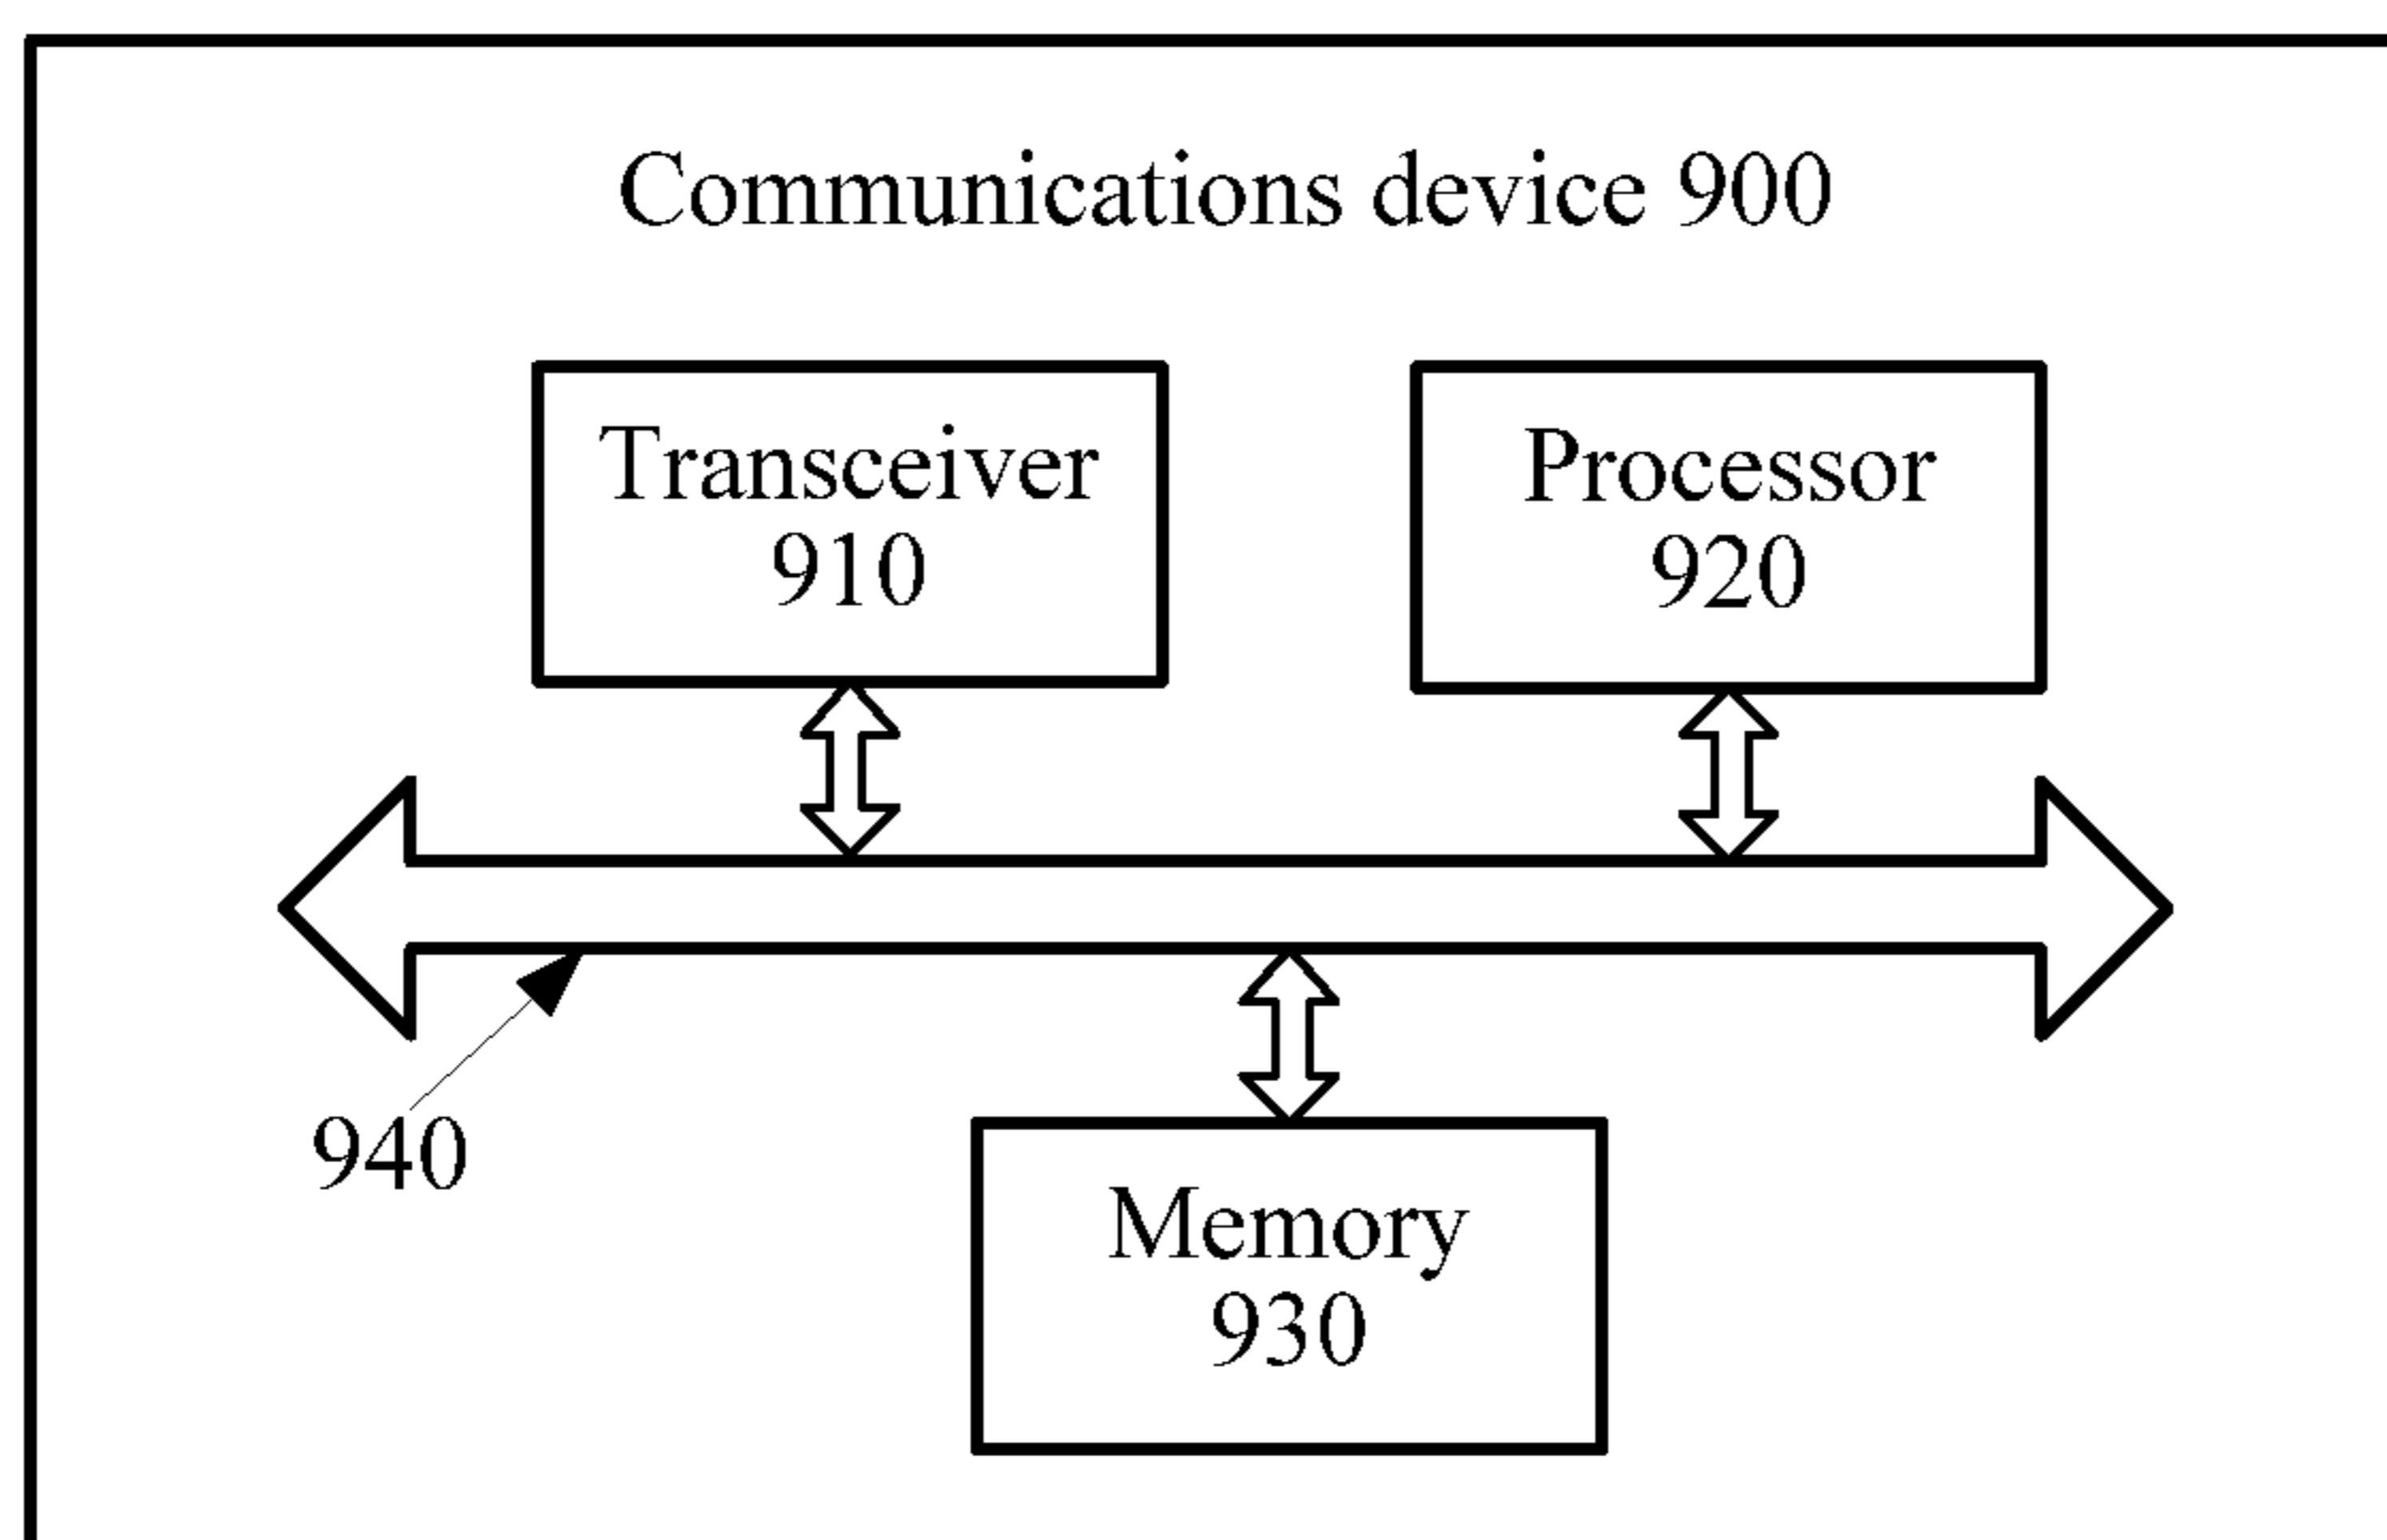 Communications device 900
Transceiver
910
Processor
920
940
Memory
930